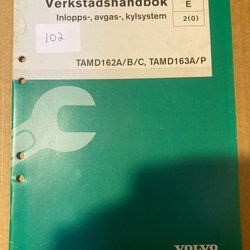 Verkstadshandbok
Inlopps-, avgas-, kylsystem
E
2(0)
102
TAMD162A/B/C, TAMD163A/P
VOLVO